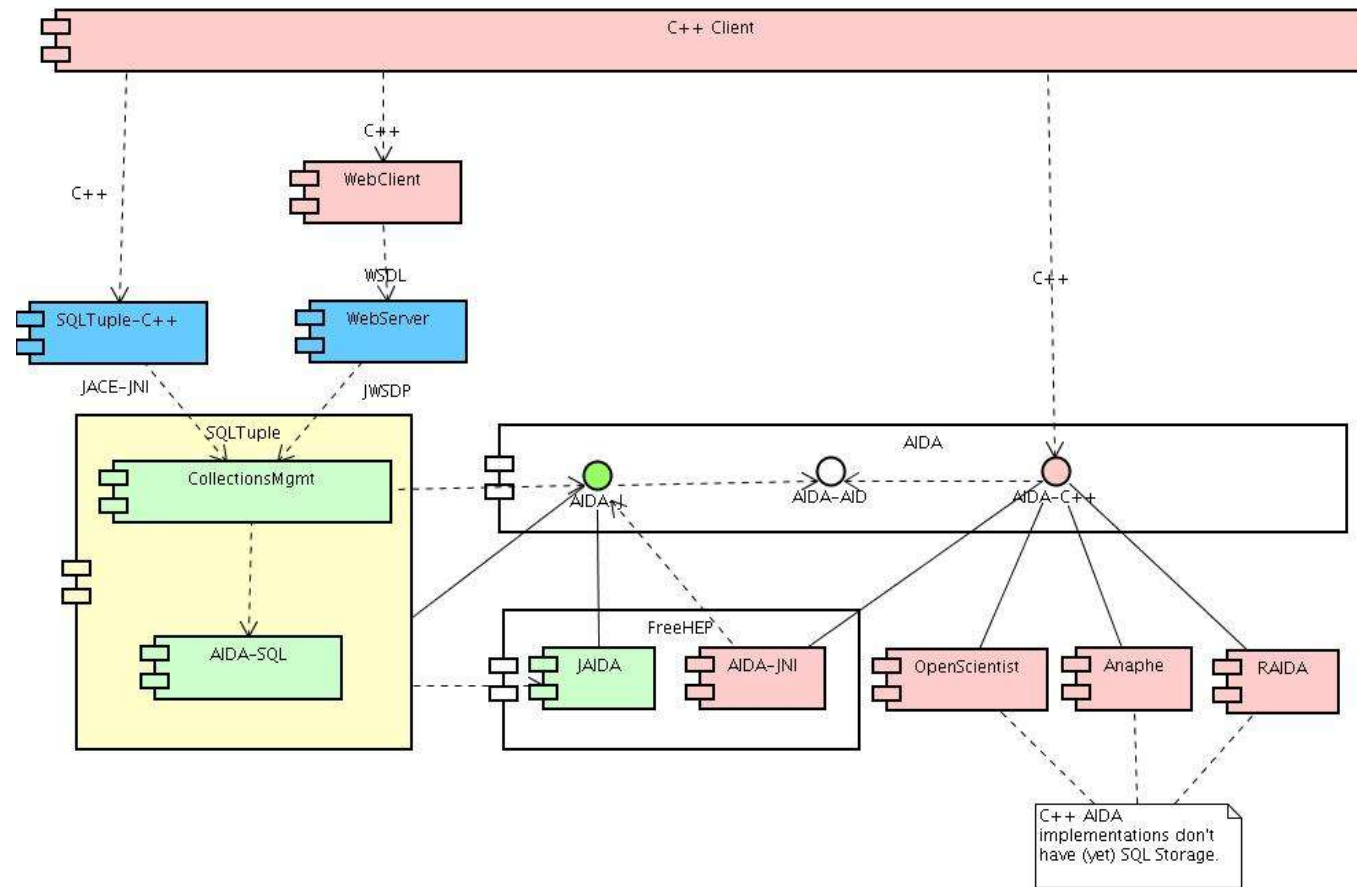 C++ Client
C++
WebClient
C++
WSDL
C++
SQLTuple-C++
WebServer
JACE-JNI
JWSDP
SQLTuple
AIDA
CollectionsMgmt
AIDA-J
AIDA-AID
AIDA-C++
FreeHEP
AIDA-SQL
JAIDA
AIDA-JNI
OpenScientist
Anaphe
RAIDA
C++ AIDA
implementations don't
have (yet) SQL Storage.